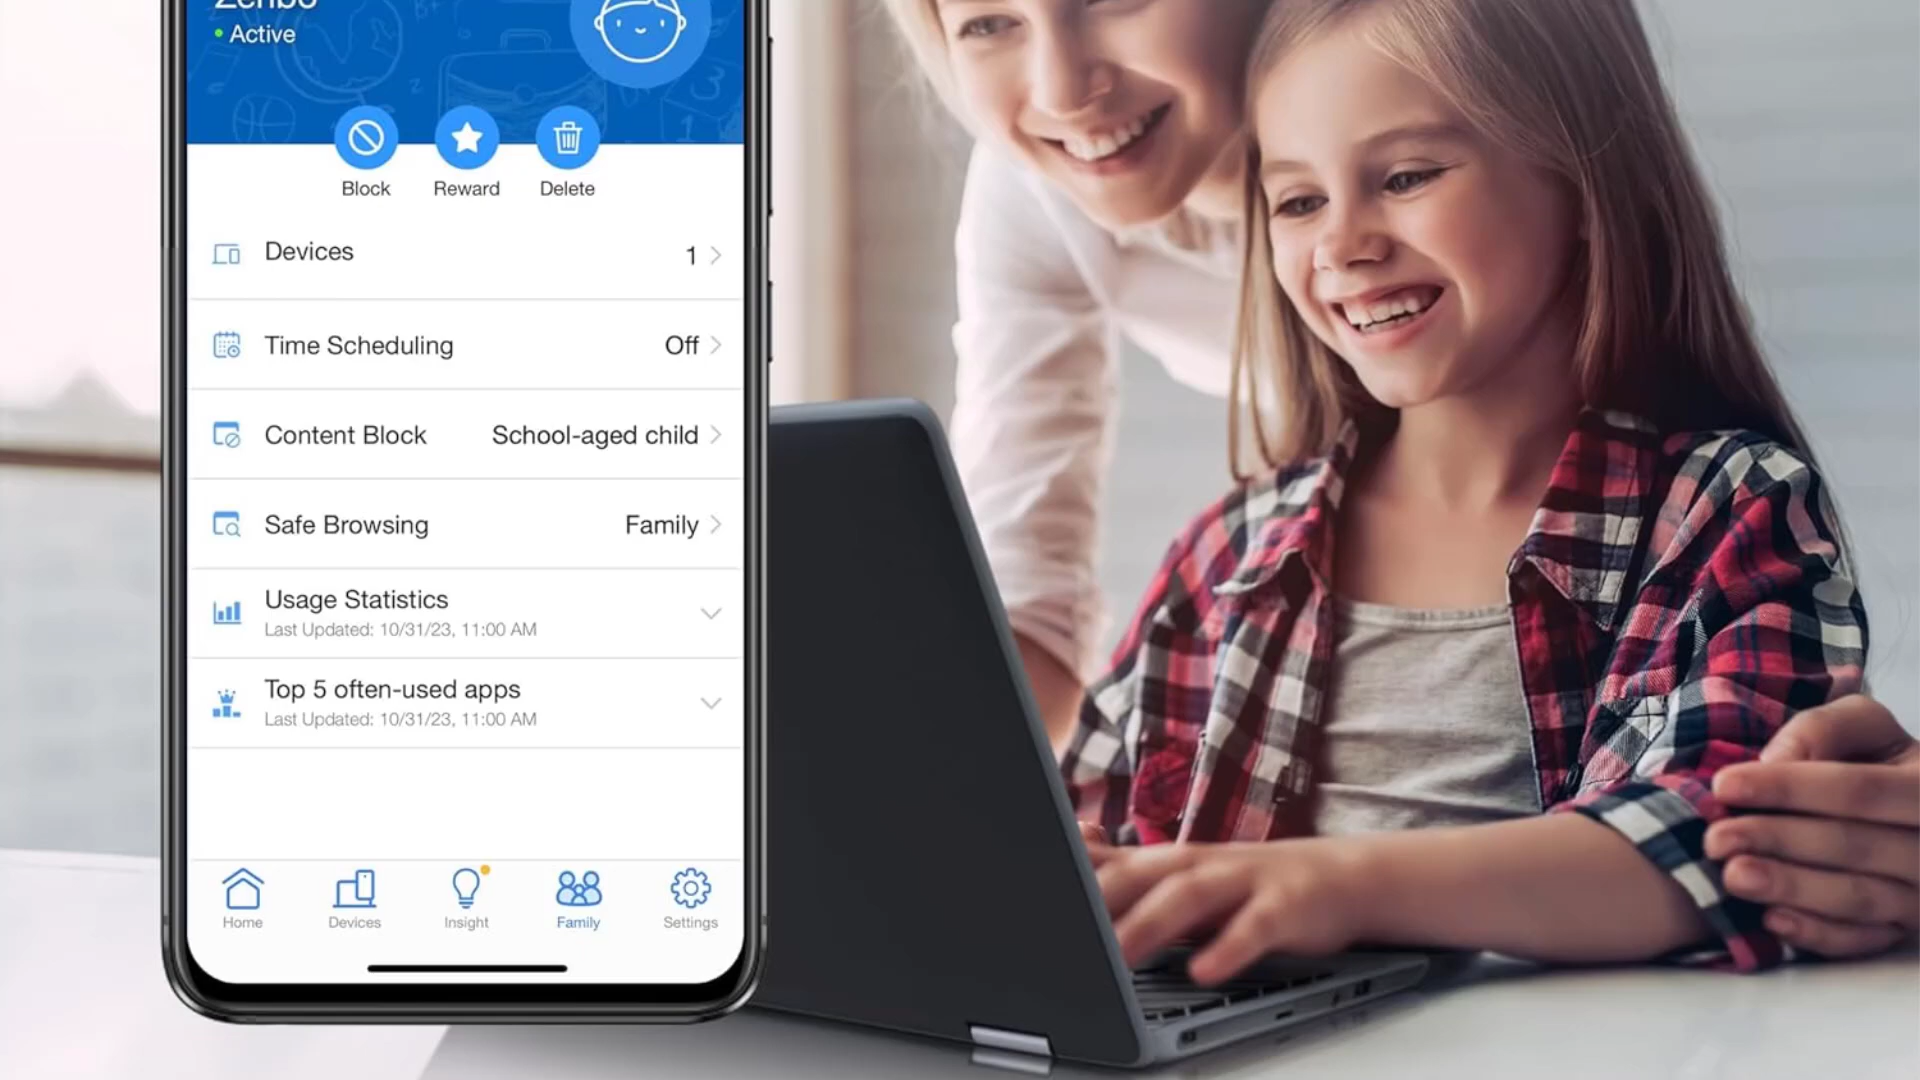 Zenbo
Active
Block
Reward
Delete
Devices
1
Time Scheduling
Off
Content Block
School-aged child
Safe Browsing
Family
Usage Statistics
Last Updated: 10/31/23, 11:00 AM
Top 5 often-used apps
Last Updated: 10/31/23, 11:00 AM
Home
Devices
Insight
Family
Settings